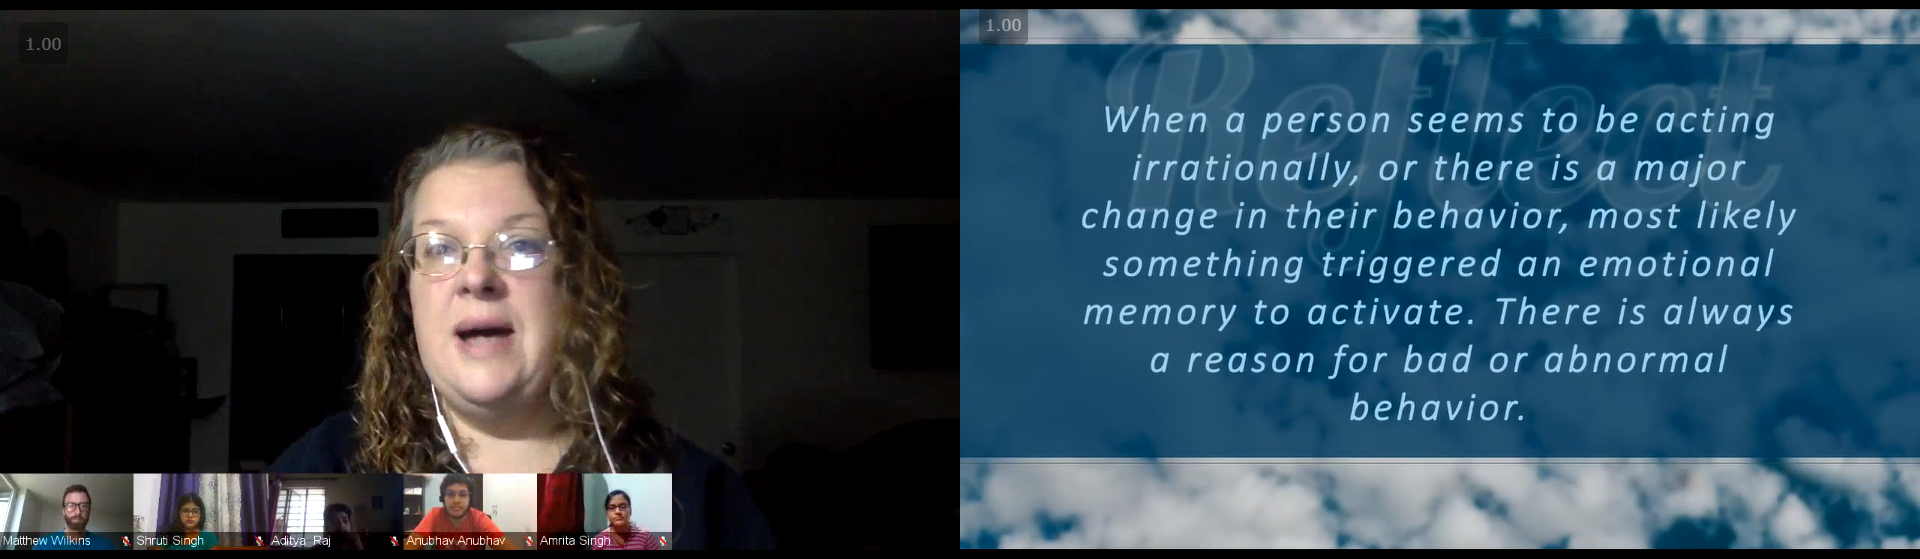 1.00
Matthew Wilkins
Shruti Singh
Aditya Raj
Anubhav Anubhav
Amrita Singh
1.00
Reflect
When a person seems to be acting
irrationally, or there is a major
change in their behavior, most likely
something triggered an emotional
memory to activate. There is always
a reason for bad or abnormal
behavior.